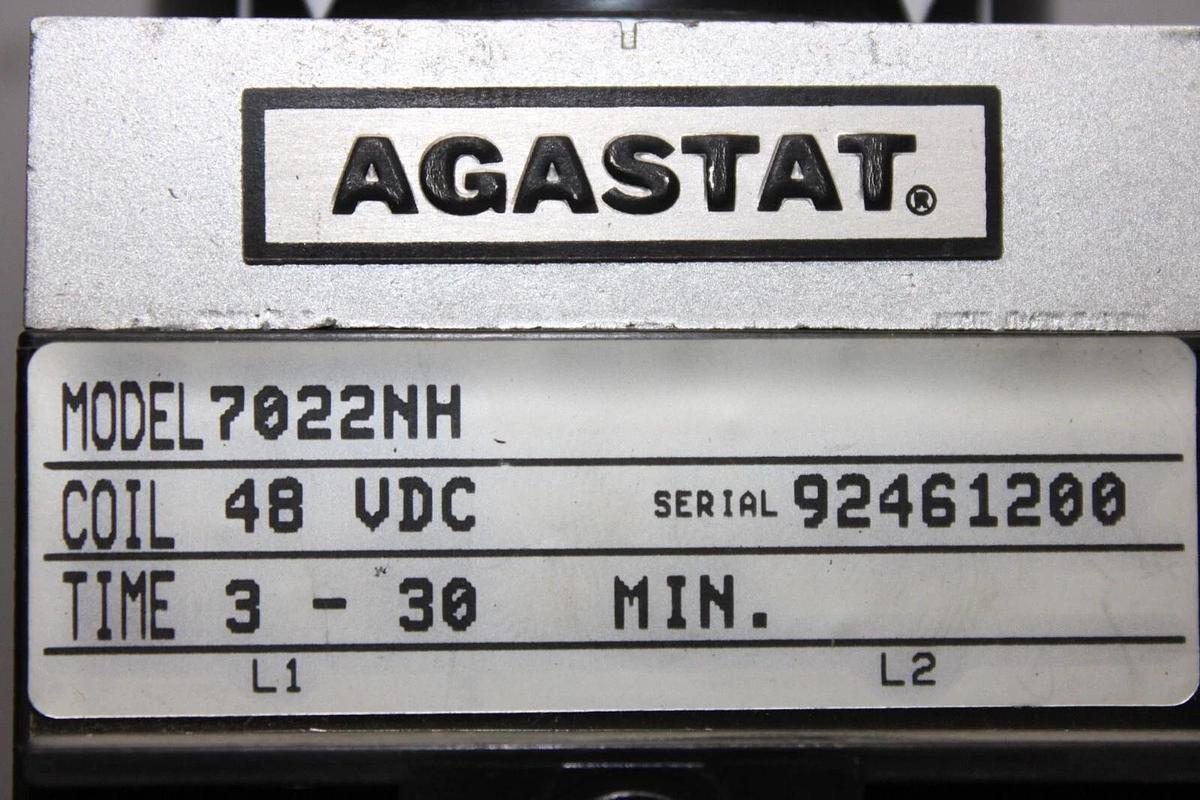 AGASTAT®
MODEL 7022NH
COIL 48 VDC SERIAL 92461200
TIME 3 - 30 MIN.
L1 L2